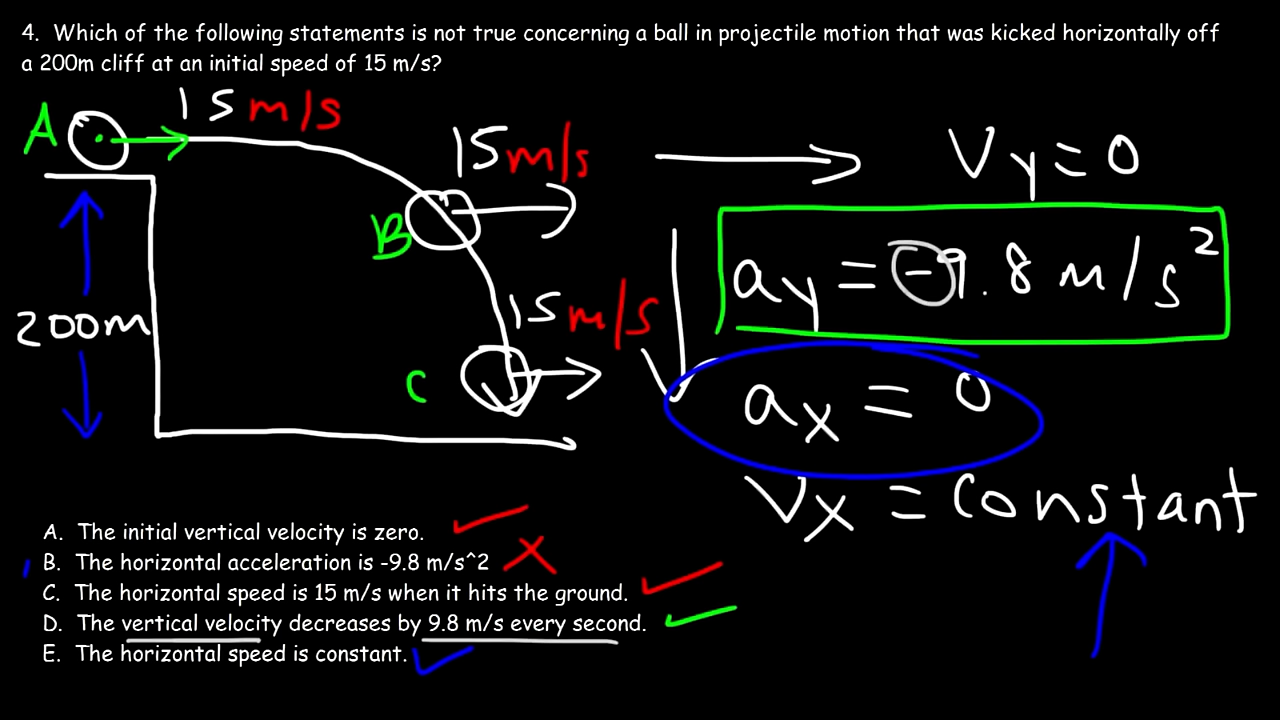 4. Which of the following statements is not true concerning a ball in projectile motion that was kicked horizontally off
a 200m cliff at an initial speed of 15 m/s?
A
15 m/s
15 m/s
Vy = 0
B
ay = -9.8 m/s²
15 m/s
200m
C
ax = 0
Vx = constant
A. The initial vertical velocity is zero.
B. The horizontal acceleration is -9.8 m/s^2
C. The horizontal speed is 15 m/s when it hits the ground.
D. The vertical velocity decreases by 9.8 m/s every second.
E. The horizontal speed is constant.